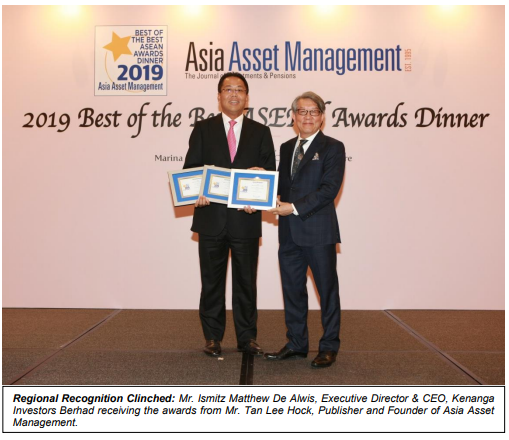 BEST OF
THE BEST
ASEAN
AWARDS
DINNER
2019
Asia Asset Management
Asia Asset Management
EST. 1995
The Journal of Investments & Pensions
2019 Best of the Best ASEAN Awards Dinner
Marina
Regional Recognition Clinched: Mr. Ismitz Matthew De Alwis, Executive Director & CEO, Kenanga
Investors Berhad receiving the awards from Mr. Tan Lee Hock, Publisher and Founder of Asia Asset
Management.